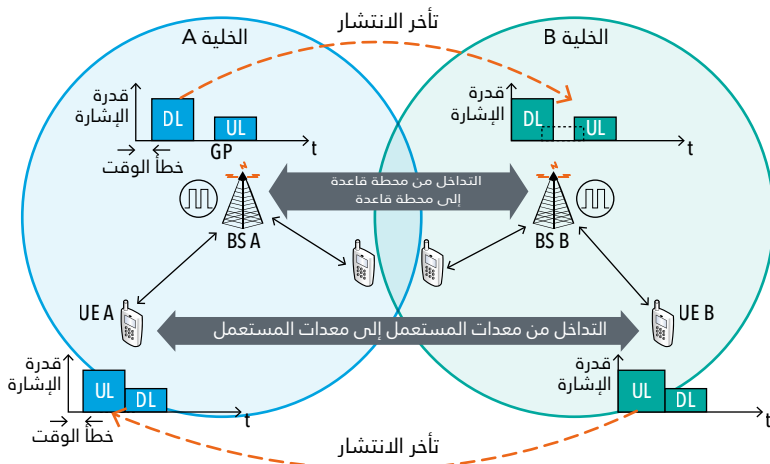 تأخر الانتشار
الخلية A
الخلية B
قدرة
الإشارة
DL
UL
t
GP
خطأ الوقت
قدرة
الإشارة
DL
UL
t
التداخل من محطة قاعدة
إلى محطة قاعدة
BS A
BS B
UE A
UE B
التداخل من معدات المستعمل إلى معدات المستعمل
قدرة
الإشارة
UL
DL
t
خطأ الوقت
قدرة
الإشارة
UL
DL
t
تأخر الانتشار